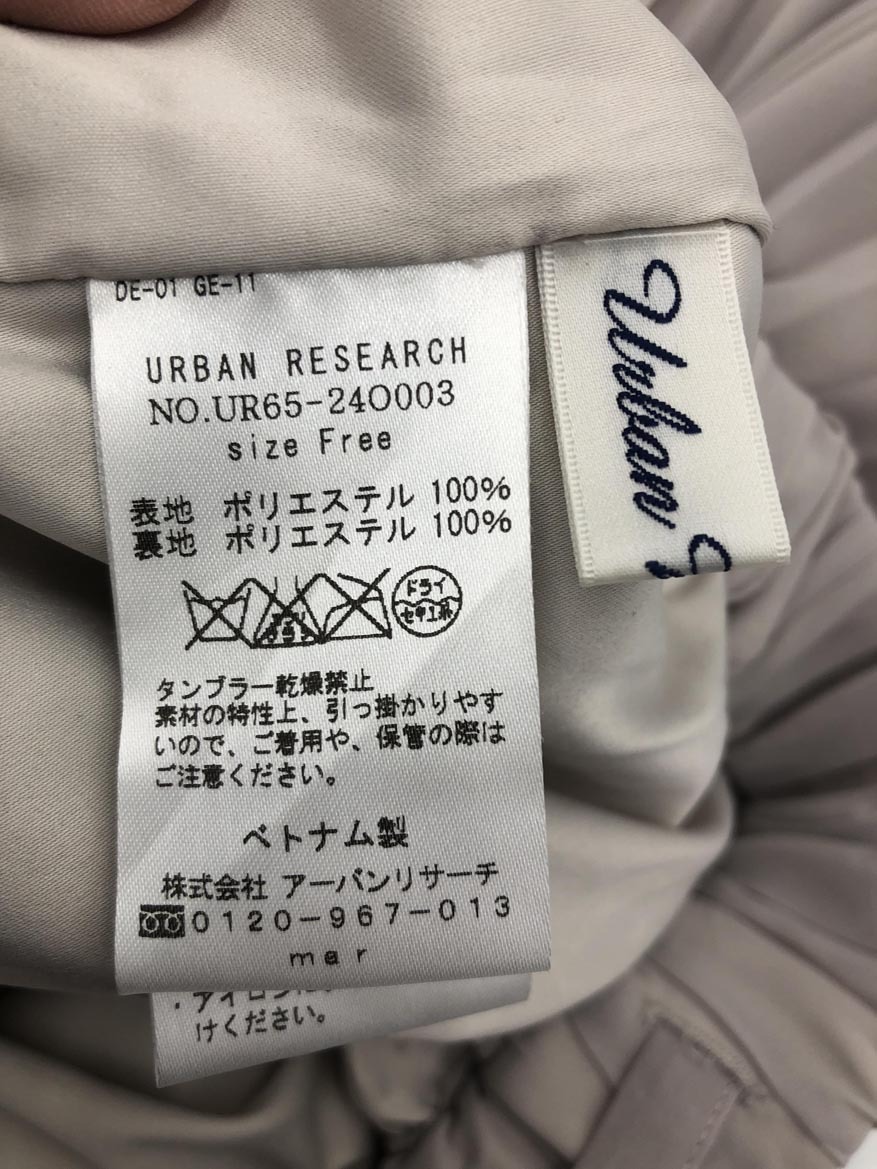 DE-01 GE-11
URBAN RESEARCH
NO.UR65-24O003
size Free
表地 ポリエステル 100%
裏地 ポリエステル 100%
ドライ
セキユ系
タンブラー乾燥禁止
素材の特性上、引っ掛かりやす
いので、ご着用や、保管の際は
ご注意ください。
ベトナム製
株式会社 アーバンリサーチ
0120-967-013
mar
けください。
Urban